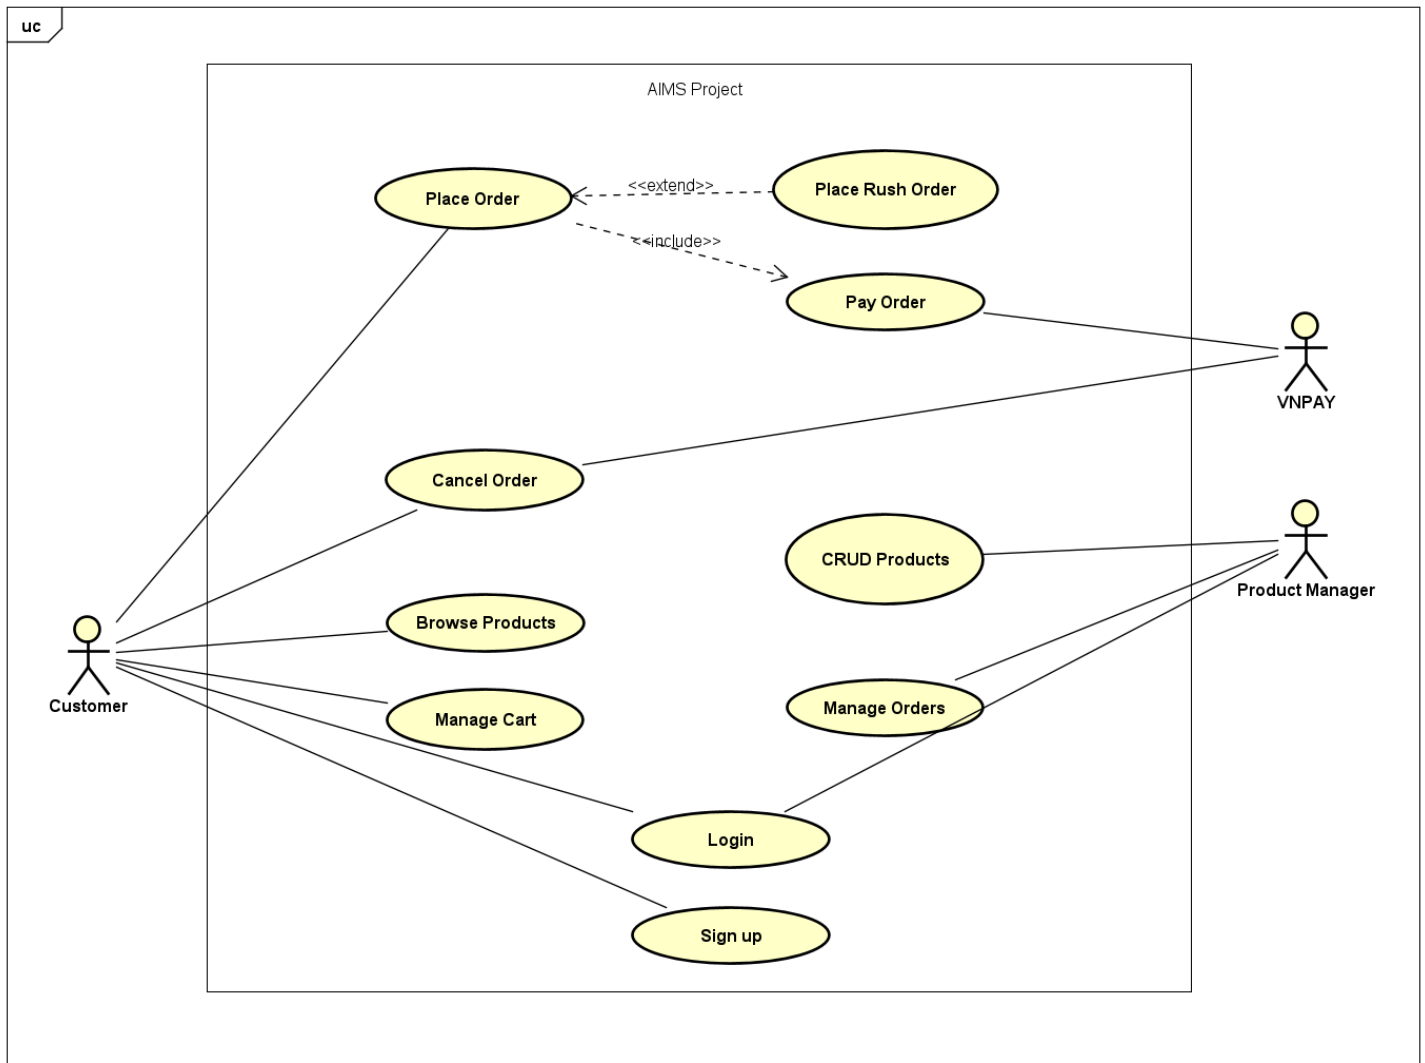 uc
AIMS Project
Place Order
<<extend>>
Place Rush Order
<<include>>
Pay Order
VNPAY
Cancel Order
CRUD Products
Product Manager
Browse Products
Customer
Manage Cart
Manage Orders
Login
Sign up